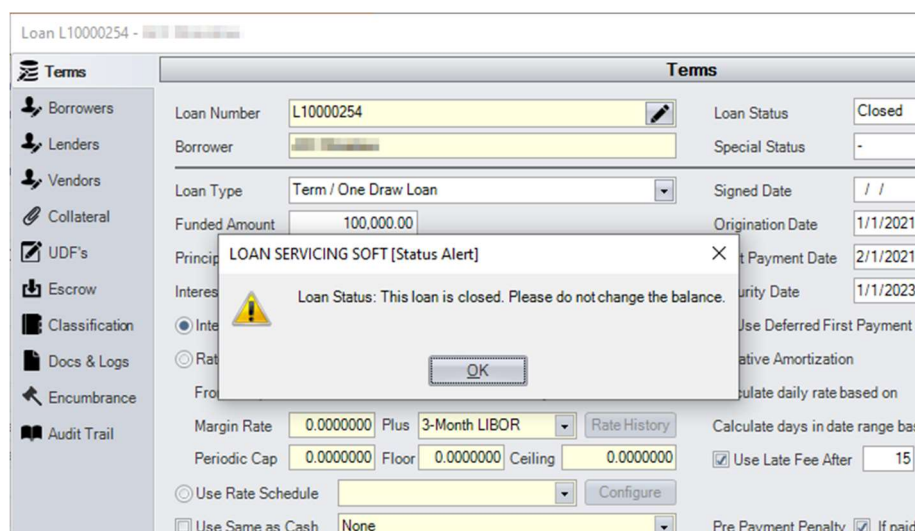 Loan L10000254 -
Terms
Terms
Borrowers
Lenders
Vendors
Collateral
UDF's
Escrow
Classification
Docs & Logs
Encumbrance
Audit Trail
Loan Number L10000254 Loan Status Closed
Borrower Special Status -
Loan Type Term / One Draw Loan Signed Date / /
Funded Amount 100,000.00 Origination Date 1/1/2021
Princip t Payment Date 2/1/2021
Interes urity Date 1/1/2023
LOAN SERVICING SOFT [Status Alert]
Loan Status: This loan is closed. Please do not change the balance.
OK
Inte Use Deferred First Payment
Rat ative Amortization
Fro culate daily rate based on
Margin Rate 0.0000000 Plus 3-Month LIBOR Rate History Calculate days in date range bas
Periodic Cap 0.0000000 Floor 0.0000000 Ceiling 0.0000000 Use Late Fee After 15
Use Rate Schedule Configure
Use Same as Cash None Pre Payment Penalty If paid